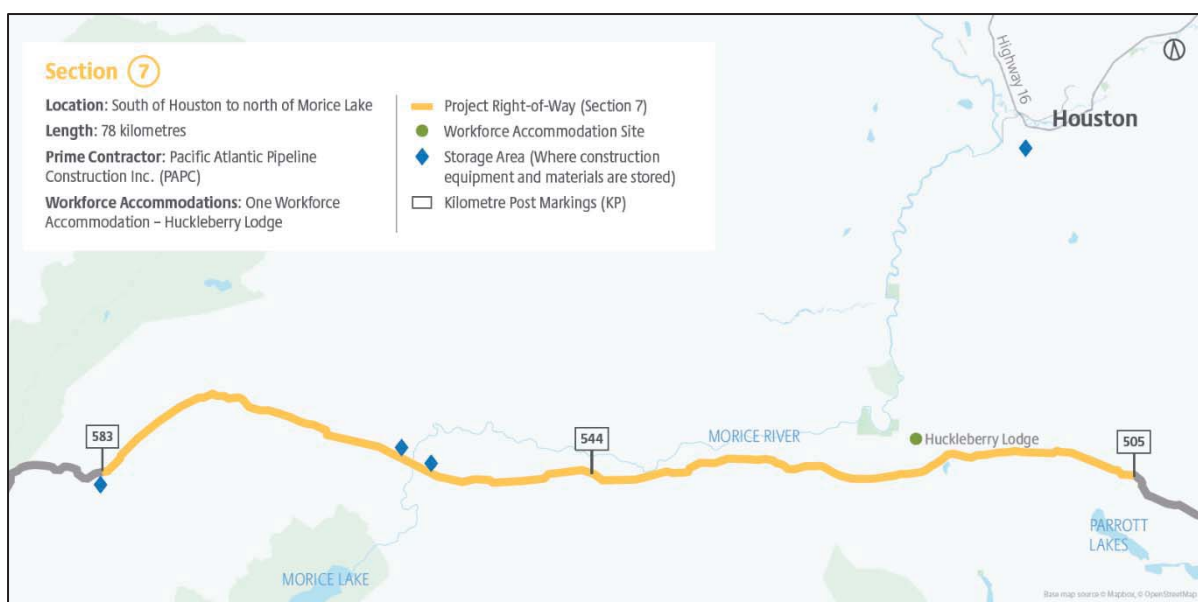 Section 7
Location: South of Houston to north of Morice Lake
Length: 78 kilometres
Prime Contractor: Pacific Atlantic Pipeline
Construction Inc. (PAPC)
Workforce Accommodations: One Workforce
Accommodation – Huckleberry Lodge
Project Right-of-Way (Section 7)
Workforce Accommodation Site
Storage Area (Where construction
equipment and materials are stored)
Kilometre Post Markings (KP)
Highway 16
Houston
583
544
MORICE RIVER
Huckleberry Lodge
505
PARROTT
LAKES
MORICE LAKE
Base map source © Mapbox, © OpenStreetMap